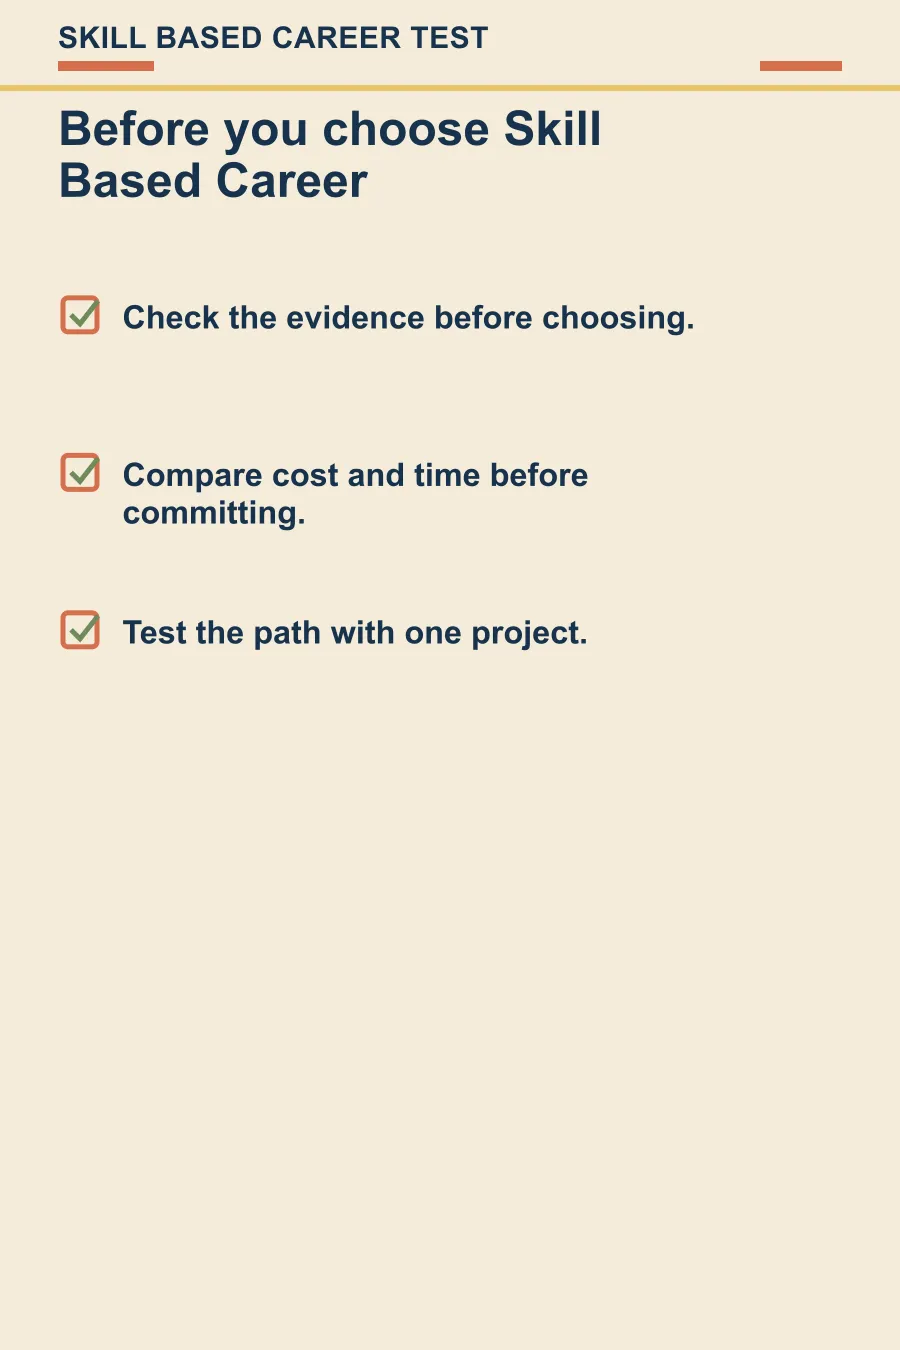 SKILL BASED CAREER TEST
Before you choose Skill
Based Career
Check the evidence before choosing.
Compare cost and time before
committing.
Test the path with one project.